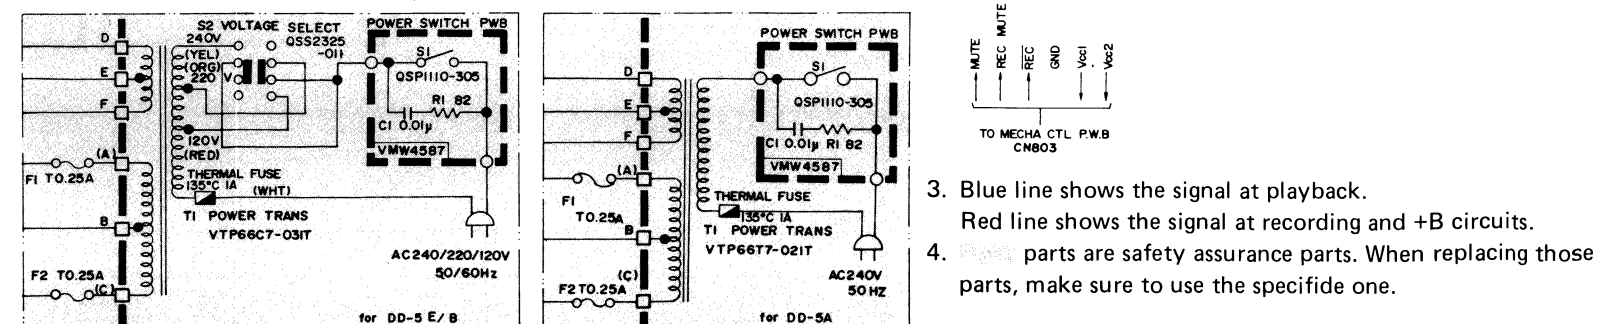 S2 VOLTAGE SELECT
QSS2325
-011
240V
(YEL)
(ORG)
220 V
120V
(RED)
D
E
F
(A)
F1 T0.25A
B
F2 T0.25A
(C)
THERMAL FUSE
135°C 1A
(WHT)
T1 POWER TRANS
VTP66C7-031T
POWER SWITCH PWB
S1
QSP1110-305
R1 82
C1 0.01μ
VMW4587
AC240/220/120V
50/60Hz
for DD-5 E/B
D
E
F
(A)
F1
T0.25A
B
(C)
F2 T0.25A
THERMAL FUSE
135°C 1A
T1 POWER TRANS
VTP66T7-021T
POWER SWITCH PWB
S1
QSP1110-305
C1 0.01μ R1 82
VMW4587
AC240V
50HZ
for DD-5A
MUTE
REC MUTE
REC
GND
Vcc1
Vcc2
TO MECHA CTL P.W.B
CN803
3. Blue line shows the signal at playback.
Red line shows the signal at recording and +B circuits.
4. parts are safety assurance parts. When replacing those
parts, make sure to use the specifide one.